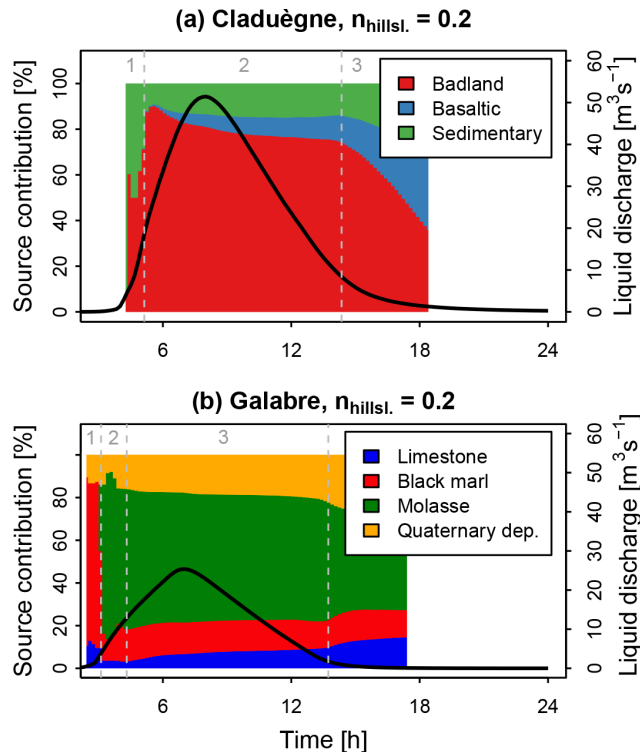 (a) Claduègne, n_hillsl. = 0.2
1 2 3
Source contribution [%]
100
80
60
40
20
0
Badland
Basaltic
Sedimentary
60
50
40
30
20
10
0
Liquid discharge [m³s⁻¹]
6 12 18 24
(b) Galabre, n_hillsl. = 0.2
1 2 3
Source contribution [%]
80
60
40
20
0
Limestone
Black marl
Molasse
Quaternary dep.
60
50
40
30
20
10
0
Liquid discharge [m³s⁻¹]
6 12 18 24
Time [h]